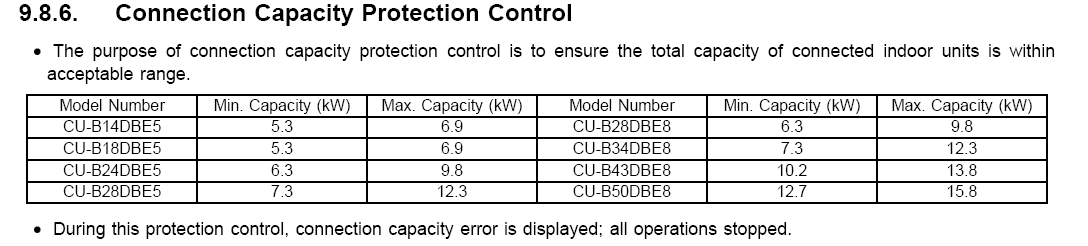 9.8.6. Connection Capacity Protection Control
• The purpose of connection capacity protection control is to ensure the total capacity of connected indoor units is within
acceptable range.
Model Number Min. Capacity (kW) Max. Capacity (kW) Model Number Min. Capacity (kW) Max. Capacity (kW)
CU-B14DBE5 5.3 6.9 CU-B28DBE8 6.3 9.8
CU-B18DBE5 5.3 6.9 CU-B34DBE8 7.3 12.3
CU-B24DBE5 6.3 9.8 CU-B43DBE8 10.2 13.8
CU-B28DBE5 7.3 12.3 CU-B50DBE8 12.7 15.8
• During this protection control, connection capacity error is displayed; all operations stopped.